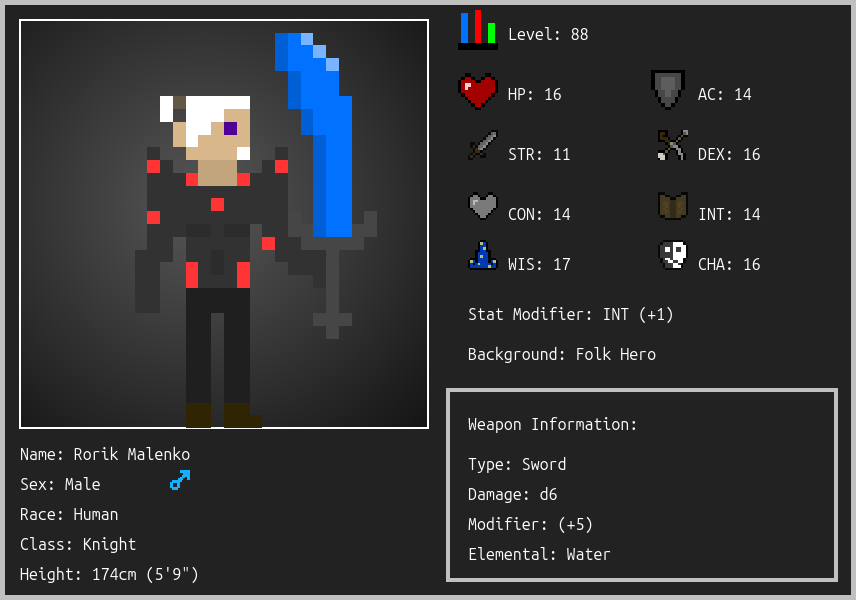 Level: 88
HP: 16
AC: 14
STR: 11
DEX: 16
CON: 14
INT: 14
WIS: 17
CHA: 16
Stat Modifier: INT (+1)
Background: Folk Hero
Weapon Information:
Type: Sword
Damage: d6
Modifier: (+5)
Elemental: Water
Name: Rorik Malenko
Sex: Male
Race: Human
Class: Knight
Height: 174cm (5'9")